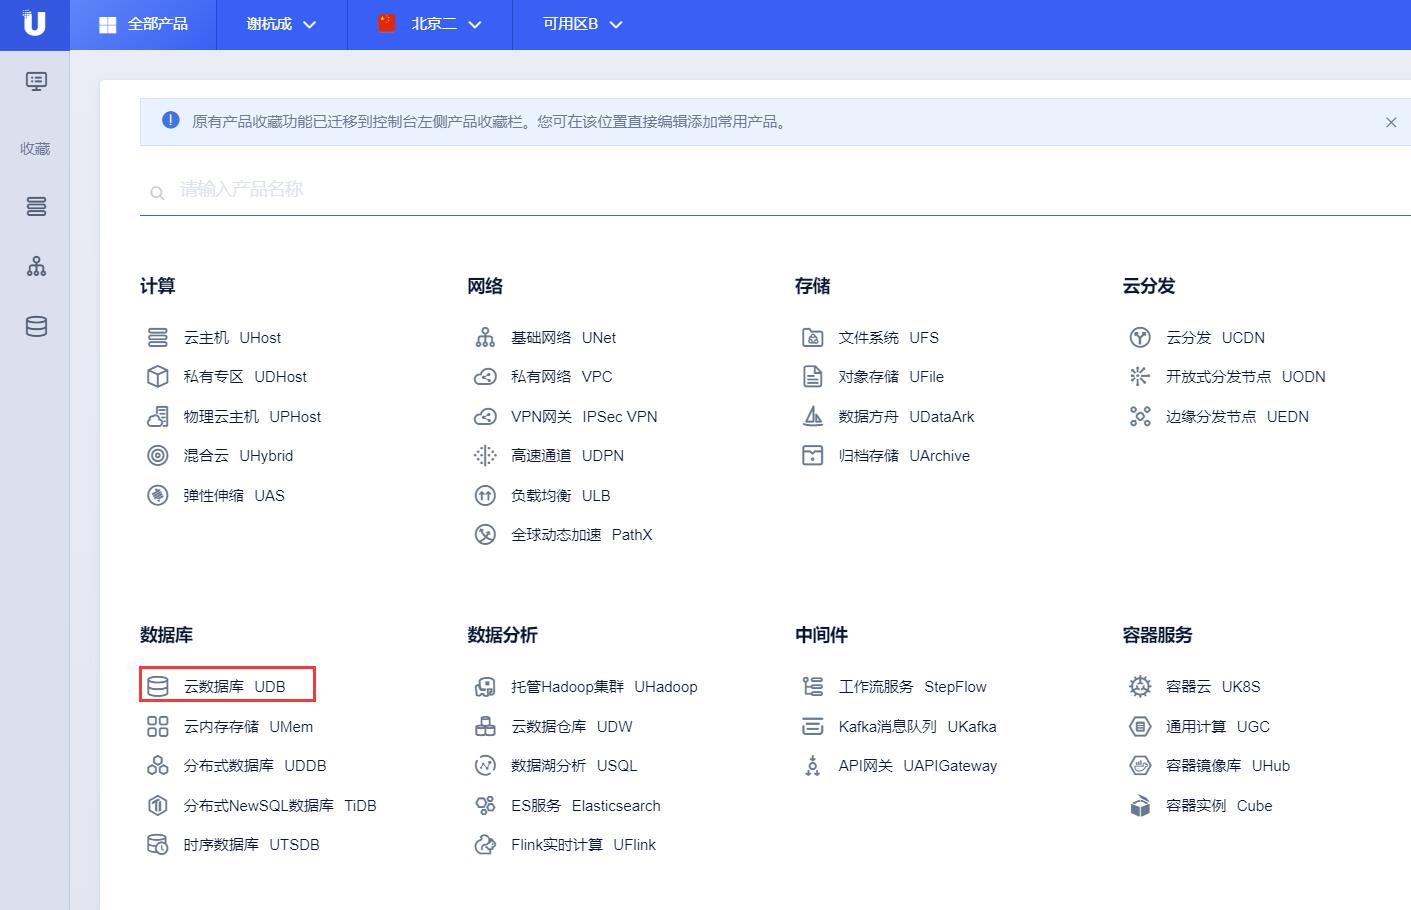 U
全部产品
谢杭成
北京二
可用区B
原有产品收藏功能已迁移到控制台左侧产品收藏栏。您可在该位置直接编辑添加常用产品。
收藏
请输入产品名称
计算
云主机 UHost
私有专区 UDHost
物理云主机 UPHost
混合云 UHybrid
弹性伸缩 UAS
网络
基础网络 UNet
私有网络 VPC
VPN网关 IPSec VPN
高速通道 UDPN
负载均衡 ULB
全球动态加速 PathX
存储
文件系统 UFS
对象存储 UFile
数据方舟 UDataArk
归档存储 UArchive
云分发
云分发 UCDN
开放式分发节点 UODN
边缘分发节点 UEDN
数据库
云数据库 UDB
云内存存储 UMem
分布式数据库 UDDB
分布式NewSQL数据库 TiDB
时序数据库 UTSDB
数据分析
托管Hadoop集群 UHadoop
云数据仓库 UDW
数据湖分析 USQL
ES服务 Elasticsearch
Flink实时计算 UFlink
中间件
工作流服务 StepFlow
Kafka消息队列 UKafka
API网关 UAPIGateway
容器服务
容器云 UK8S
通用计算 UGC
容器镜像库 UHub
容器实例 Cube